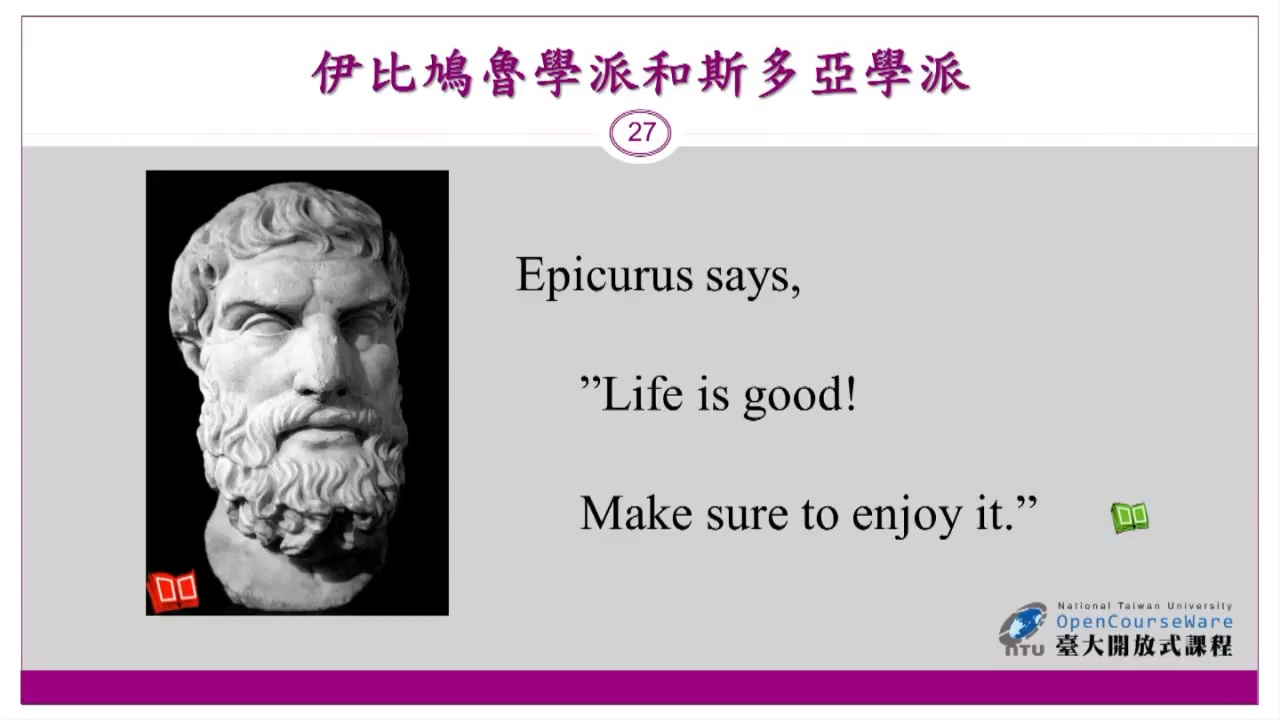 伊比鳩魯學派和斯多亞學派
27
Epicurus says,
”Life is good!
Make sure to enjoy it.”
National Taiwan University
OpenCourseWare
NTU 臺大開放式課程